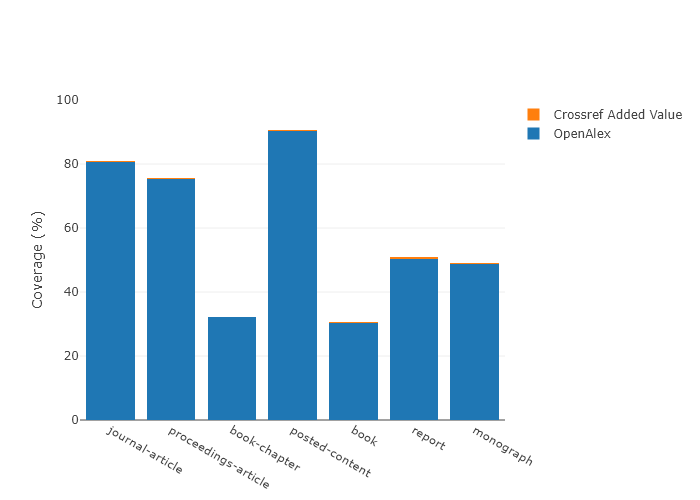 100
80
60
40
20
0
Coverage (%)
journal-article
proceedings-article
book-chapter
posted-content
book
report
monograph
Crossref Added Value
OpenAlex